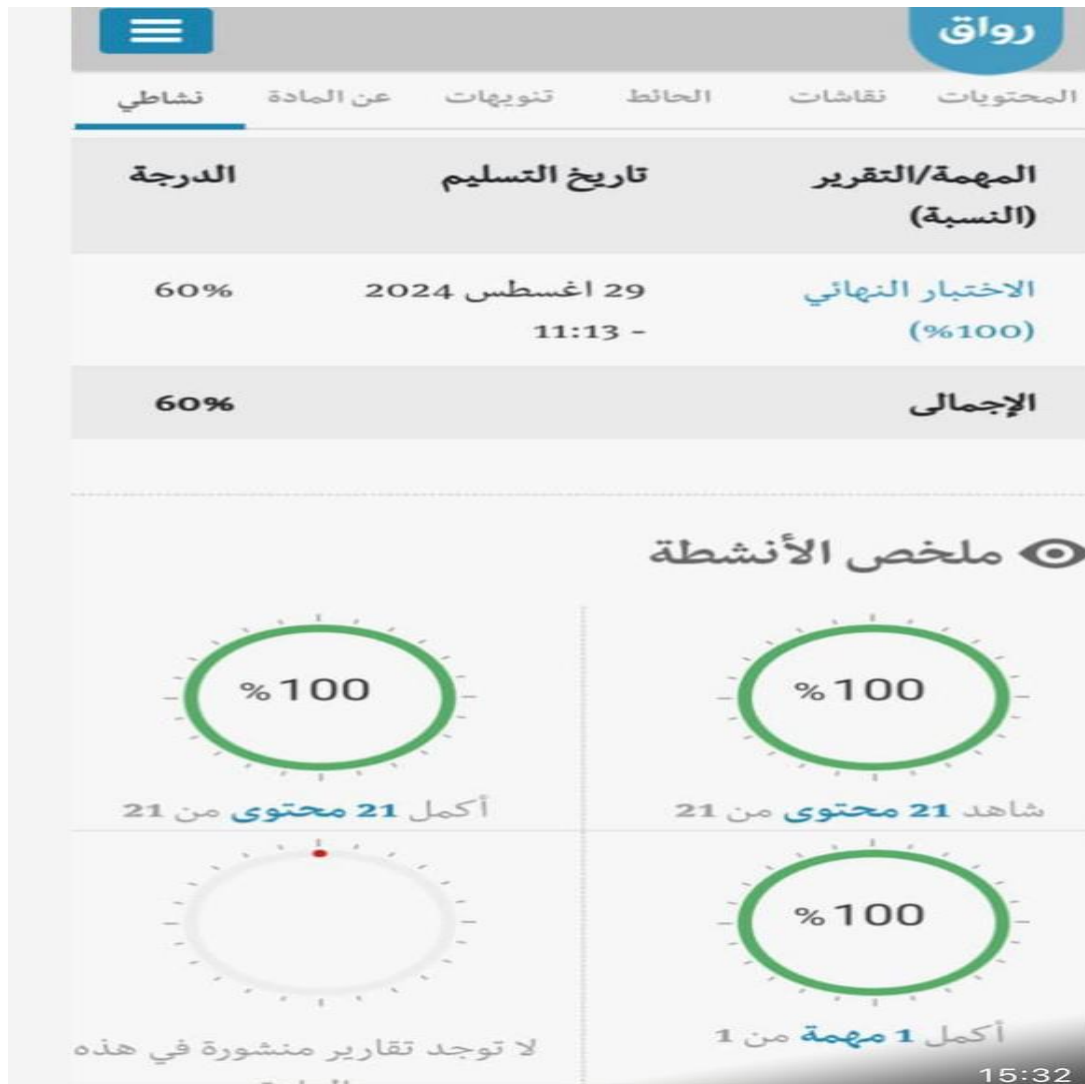 رواق
المحتويات نقاشات الحائط تنويهات عن المادة نشاطي
المهمة/التقرير تاريخ التسليم الدرجة
(النسبة)
الاختبار النهائي 29 اغسطس 2024 60%
(%100) - 11:13
الإجمالى 60%
ملخص الأنشطة
%100 %100
شاهد 21 محتوى من 21 أكمل 21 محتوى من 21
%100
أكمل 1 مهمة من 1
لا توجد تقارير منشورة في هذه
15:32